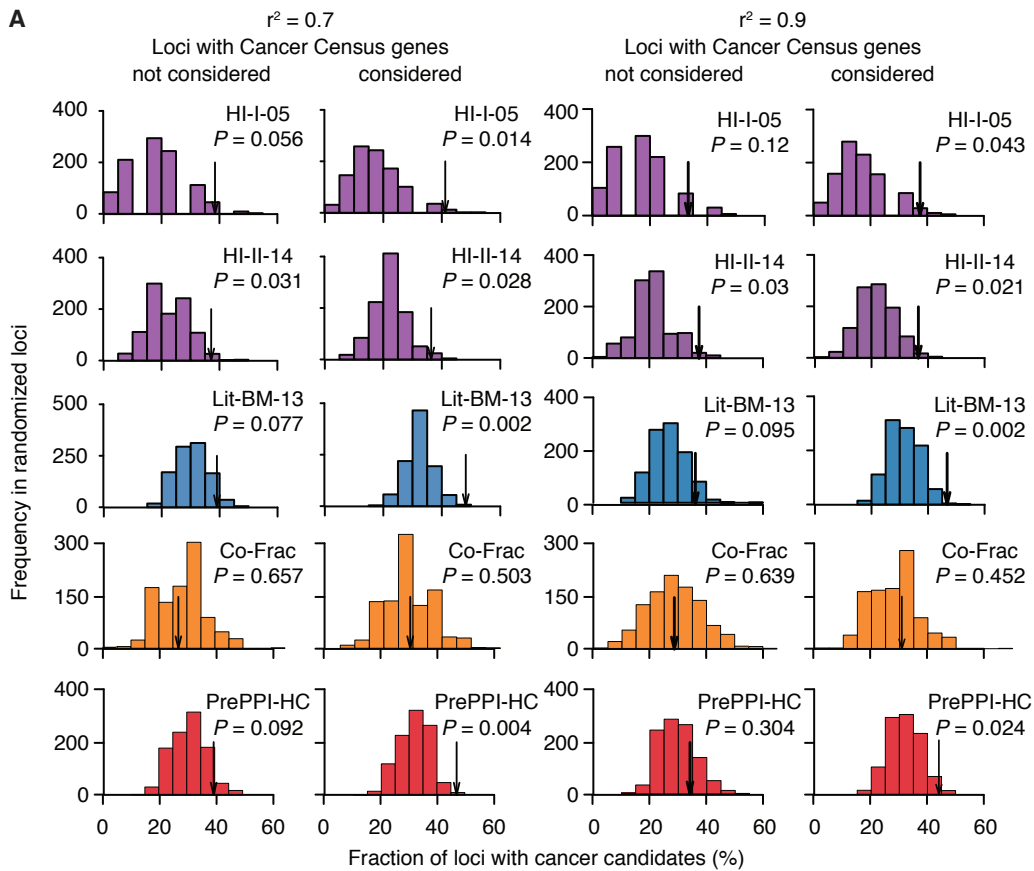 A
r² = 0.7
Loci with Cancer Census genes
not considered
considered
r² = 0.9
Loci with Cancer Census genes
not considered
considered
Frequency in randomized loci
400
200
0
HI-I-05
P = 0.056
HI-I-05
P = 0.014
400
200
0
HI-I-05
P = 0.12
HI-I-05
P = 0.043
400
200
0
HI-II-14
P = 0.031
HI-II-14
P = 0.028
400
200
0
HI-II-14
P = 0.03
HI-II-14
P = 0.021
500
250
0
Lit-BM-13
P = 0.077
Lit-BM-13
P = 0.002
400
200
0
Lit-BM-13
P = 0.095
Lit-BM-13
P = 0.002
300
150
0
Co-Frac
P = 0.657
Co-Frac
P = 0.503
300
150
0
Co-Frac
P = 0.639
Co-Frac
P = 0.452
400
200
0
PrePPI-HC
P = 0.092
PrePPI-HC
P = 0.004
400
200
0
PrePPI-HC
P = 0.304
PrePPI-HC
P = 0.024
0 20 40 60
0 20 40 60
0 20 40 60
0 20 40 60
Fraction of loci with cancer candidates (%)